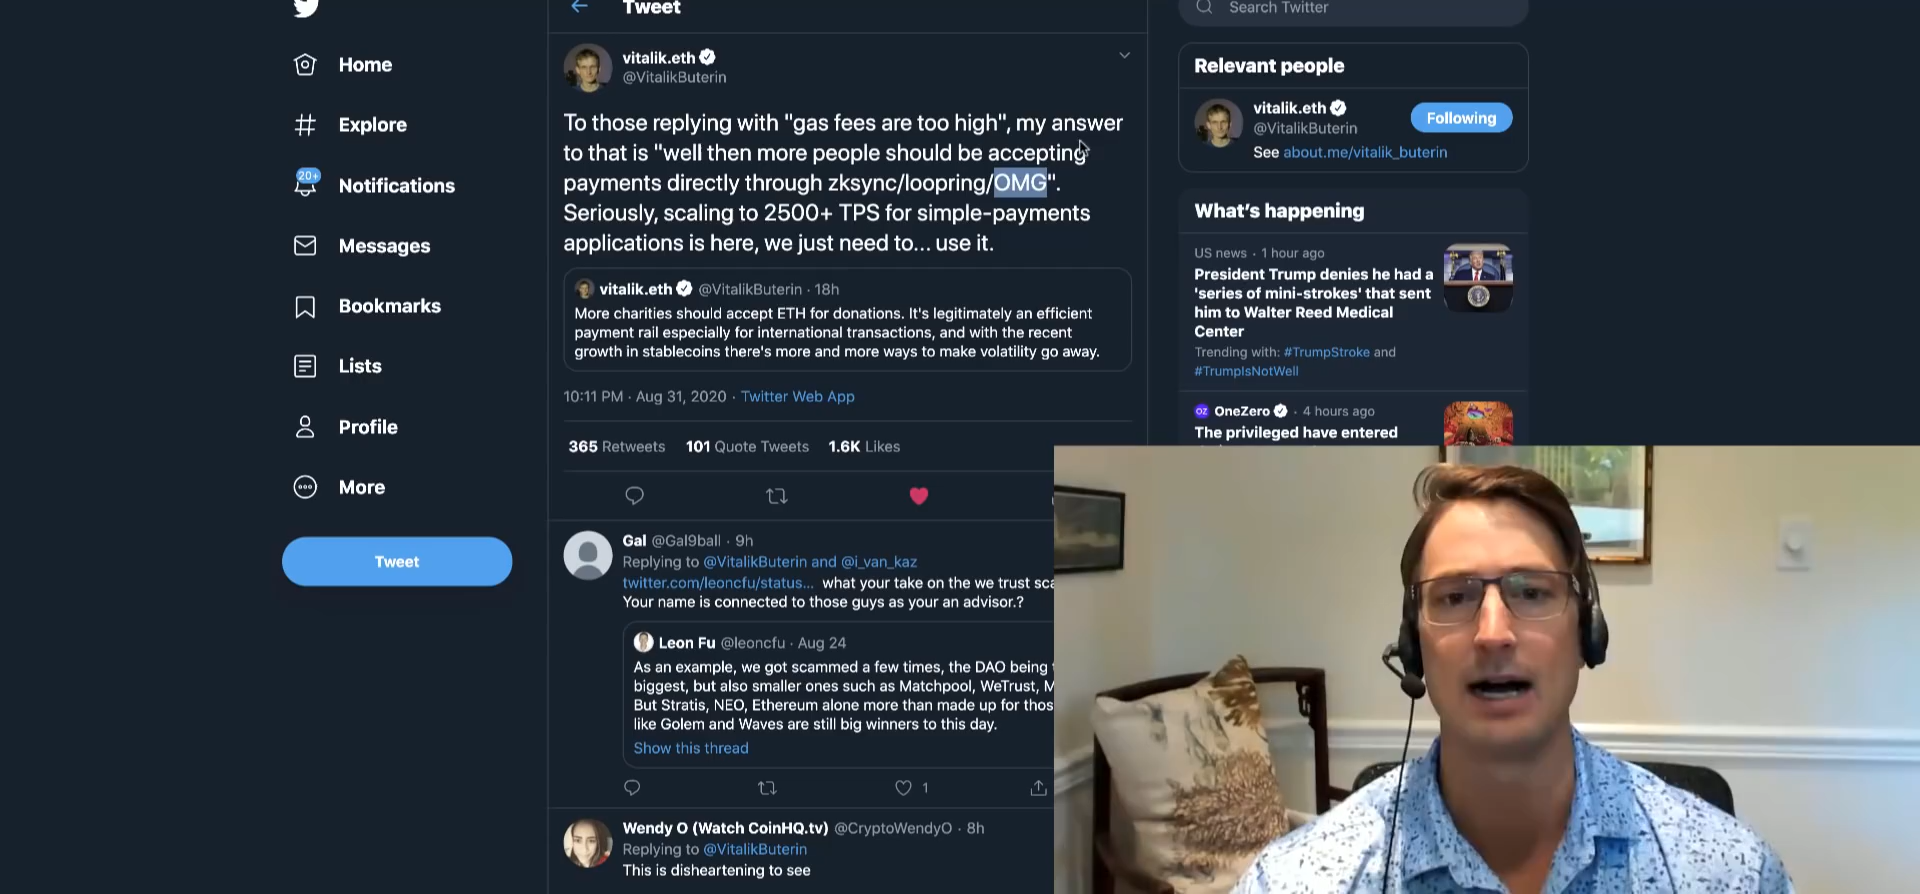 Home
Explore
20+
Notifications
Messages
Bookmarks
Lists
Profile
More
Tweet
Tweet
vitalik.eth
@VitalikButerin
To those replying with "gas fees are too high", my answer
to that is "well then more people should be accepting
payments directly through zksync/loopring/OMG".
Seriously, scaling to 2500+ TPS for simple-payments
applications is here, we just need to... use it.
vitalik.eth @VitalikButerin · 18h
More charities should accept ETH for donations. It's legitimately an efficient
payment rail especially for international transactions, and with the recent
growth in stablecoins there's more and more ways to make volatility go away.
10:11 PM · Aug 31, 2020 · Twitter Web App
365 Retweets 101 Quote Tweets 1.6K Likes
Gal @Gal9ball · 9h
Replying to @VitalikButerin and @i_van_kaz
twitter.com/leoncfu/status... what your take on the we trust sca
Your name is connected to those guys as your an advisor.?
Leon Fu @leoncfu · Aug 24
As an example, we got scammed a few times, the DAO being
biggest, but also smaller ones such as Matchpool, WeTrust, M
But Stratis, NEO, Ethereum alone more than made up for thos
like Golem and Waves are still big winners to this day.
Show this thread
1
Wendy O (Watch CoinHQ.tv) @CryptoWendyO · 8h
Replying to @VitalikButerin
This is disheartening to see
Search Twitter
Relevant people
vitalik.eth
@VitalikButerin
Following
See about.me/vitalik_buterin
What's happening
US news · 1 hour ago
President Trump denies he had a
'series of mini-strokes' that sent
him to Walter Reed Medical
Center
Trending with: #TrumpStroke and
#TrumpIsNotWell
OZ OneZero · 4 hours ago
The privileged have entered